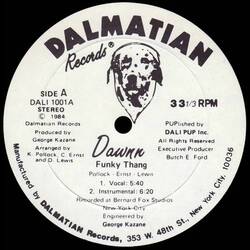 DALMATIAN
Records®
SIDE A
DALI 1001A
STEREO
℗ 1984
Dalmatian Records
33 1/3 RPM
Produced by
George Kazane
Arranged by
K. Pollock, C. Ernst
and D. Lewis
PUPlished by
DALI PUP Inc.
All Rights Reserved
Executive Producer
Butch E. Ford
Dawnn
Funky Thang
Pollock - Ernst - Lewis
1. Vocal: 5:40
2. Instrumental: 6:20
Recorded at Bernard Fox Studios
New York City
Engineered by
George Kazane
Manufactured by DALMATIAN Records, 353 W. 48th St., New York City, 10036